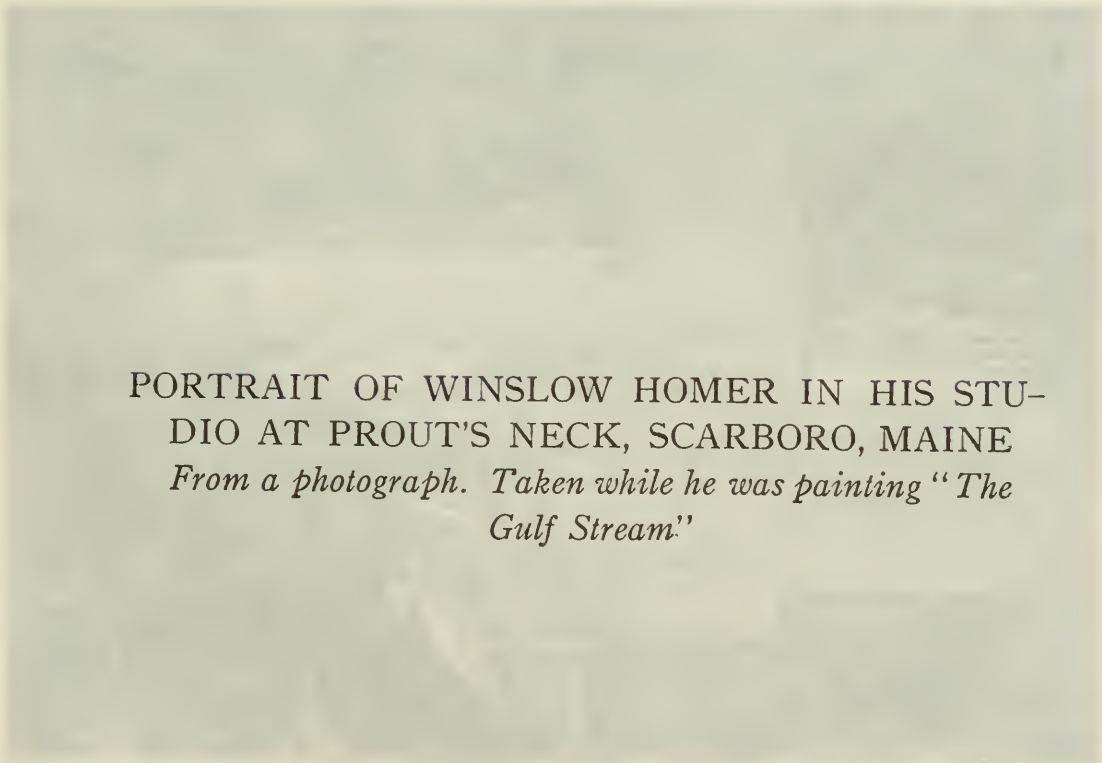 PORTRAIT OF WINSLOW HOMER IN HIS STU-
DIO AT PROUT'S NECK, SCARBORO, MAINE
From a photograph. Taken while he was painting "The
Gulf Stream."